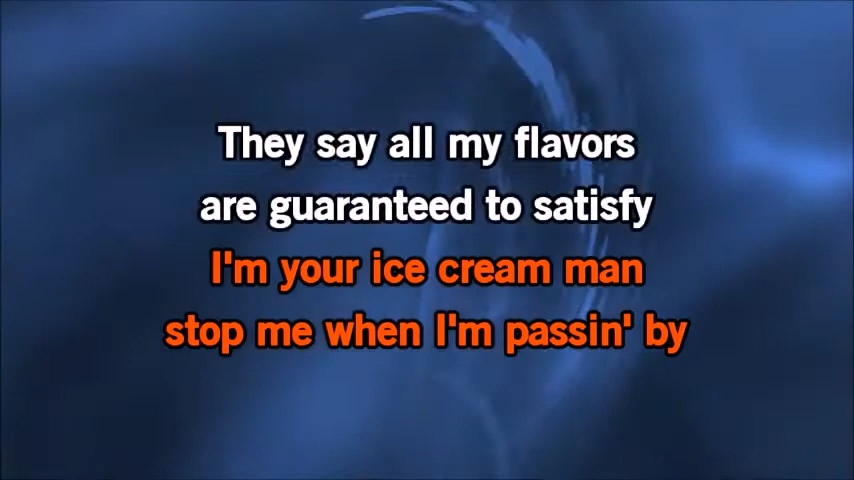 They say all my flavors
are guaranteed to satisfy
I'm your ice cream man
stop me when I'm passin' by